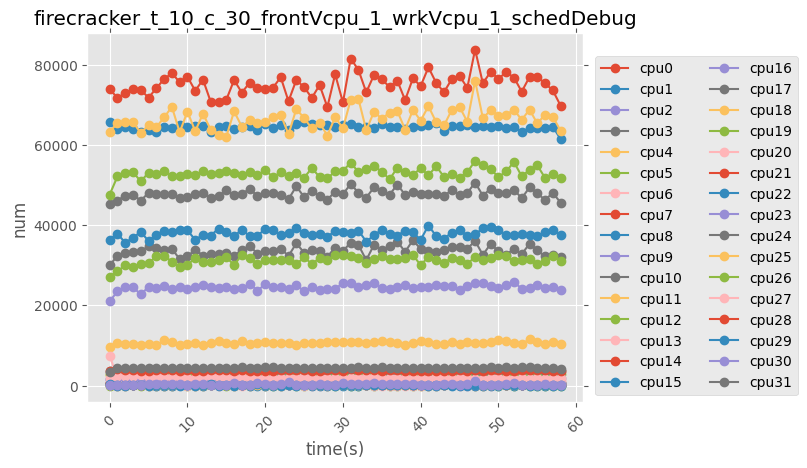 firecracker_t_10_c_30_frontVcpu_1_wrkVcpu_1_schedDebug
80000
60000
40000
20000
0
num
0
10
20
30
40
50
60
time(s)
cpu0
cpu1
cpu2
cpu3
cpu4
cpu5
cpu6
cpu7
cpu8
cpu9
cpu10
cpu11
cpu12
cpu13
cpu14
cpu15
cpu16
cpu17
cpu18
cpu19
cpu20
cpu21
cpu22
cpu23
cpu24
cpu25
cpu26
cpu27
cpu28
cpu29
cpu30
cpu31